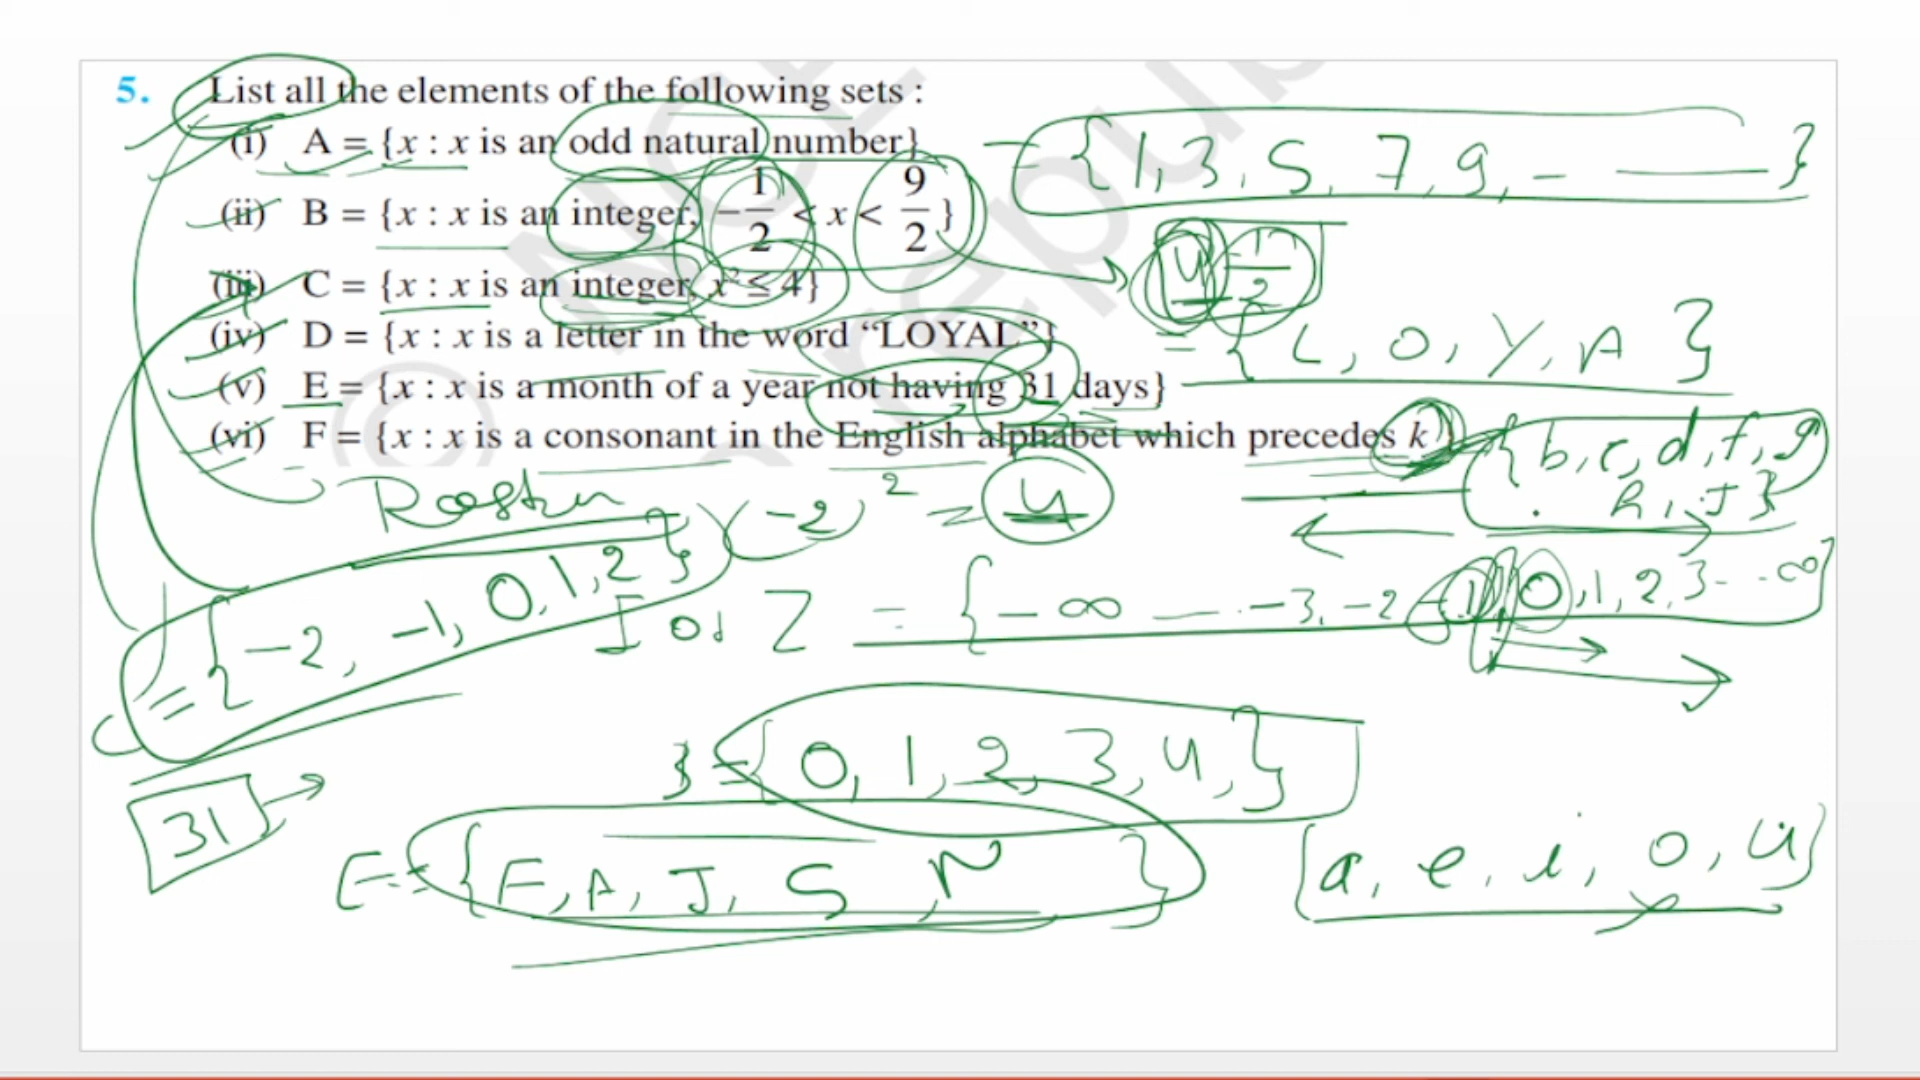 5. List all the elements of the following sets :
(i) A = {x : x is an odd natural number} = {1, 3, 5, 7, 9, - —}
(ii) B = {x : x is an integer, -1/2 < x < 9/2} 4 1/2
(iii) C = {x : x is an integer, x² ≤ 4}
(iv) D = {x : x is a letter in the word “LOYAL”} = {L, O, Y, A}
(v) E = {x : x is a month of a year not having 31 days}
(vi) F = {x : x is a consonant in the English alphabet which precedes k} {b, c, d, f, g
h, J}
(-2)² = 4
= {-2, -1, 0, 1, 2}
I or Z = {-∞ — . -3, -2 -1, 0, 1, 2, 3 - - ∞}
= {0, 1, 2, 3, 4, }
31
E = {F, A, J, S, N }
{a, e, i, o, u}